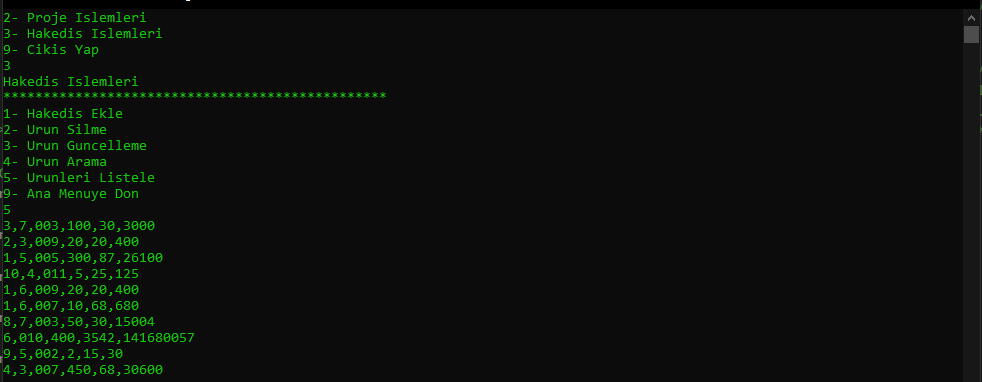 2- Proje Islemleri
3- Hakedis Islemleri
9- Cikis Yap
3
Hakedis Islemleri
************************************************
1- Hakedis Ekle
2- Urun Silme
3- Urun Guncelleme
4- Urun Arama
5- Urunleri Listele
9- Ana Menuye Don
5
3,7,003,100,30,3000
2,3,009,20,20,400
1,5,005,300,87,26100
10,4,011,5,25,125
1,6,009,20,20,400
1,6,007,10,68,680
8,7,003,50,30,15004
6,010,400,3542,141680057
9,5,002,2,15,30
4,3,007,450,68,30600